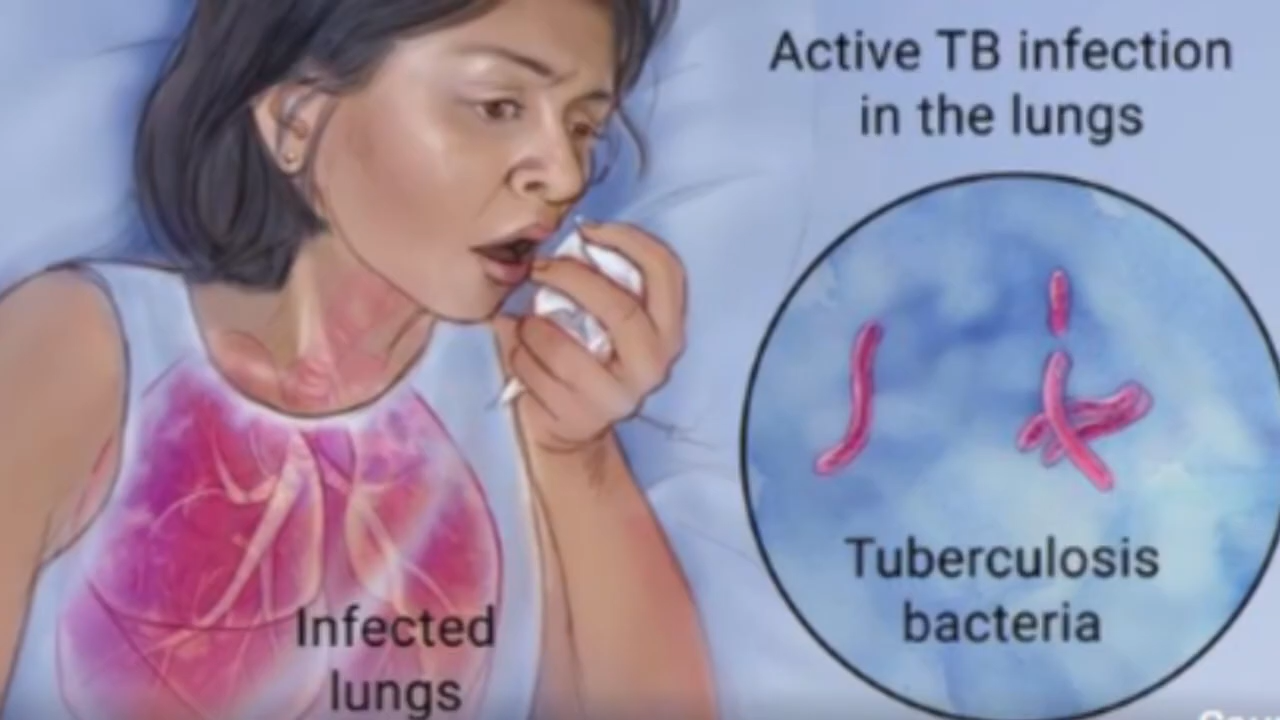 Active TB infection
in the lungs
Tuberculosis
bacteria
Infected
lungs